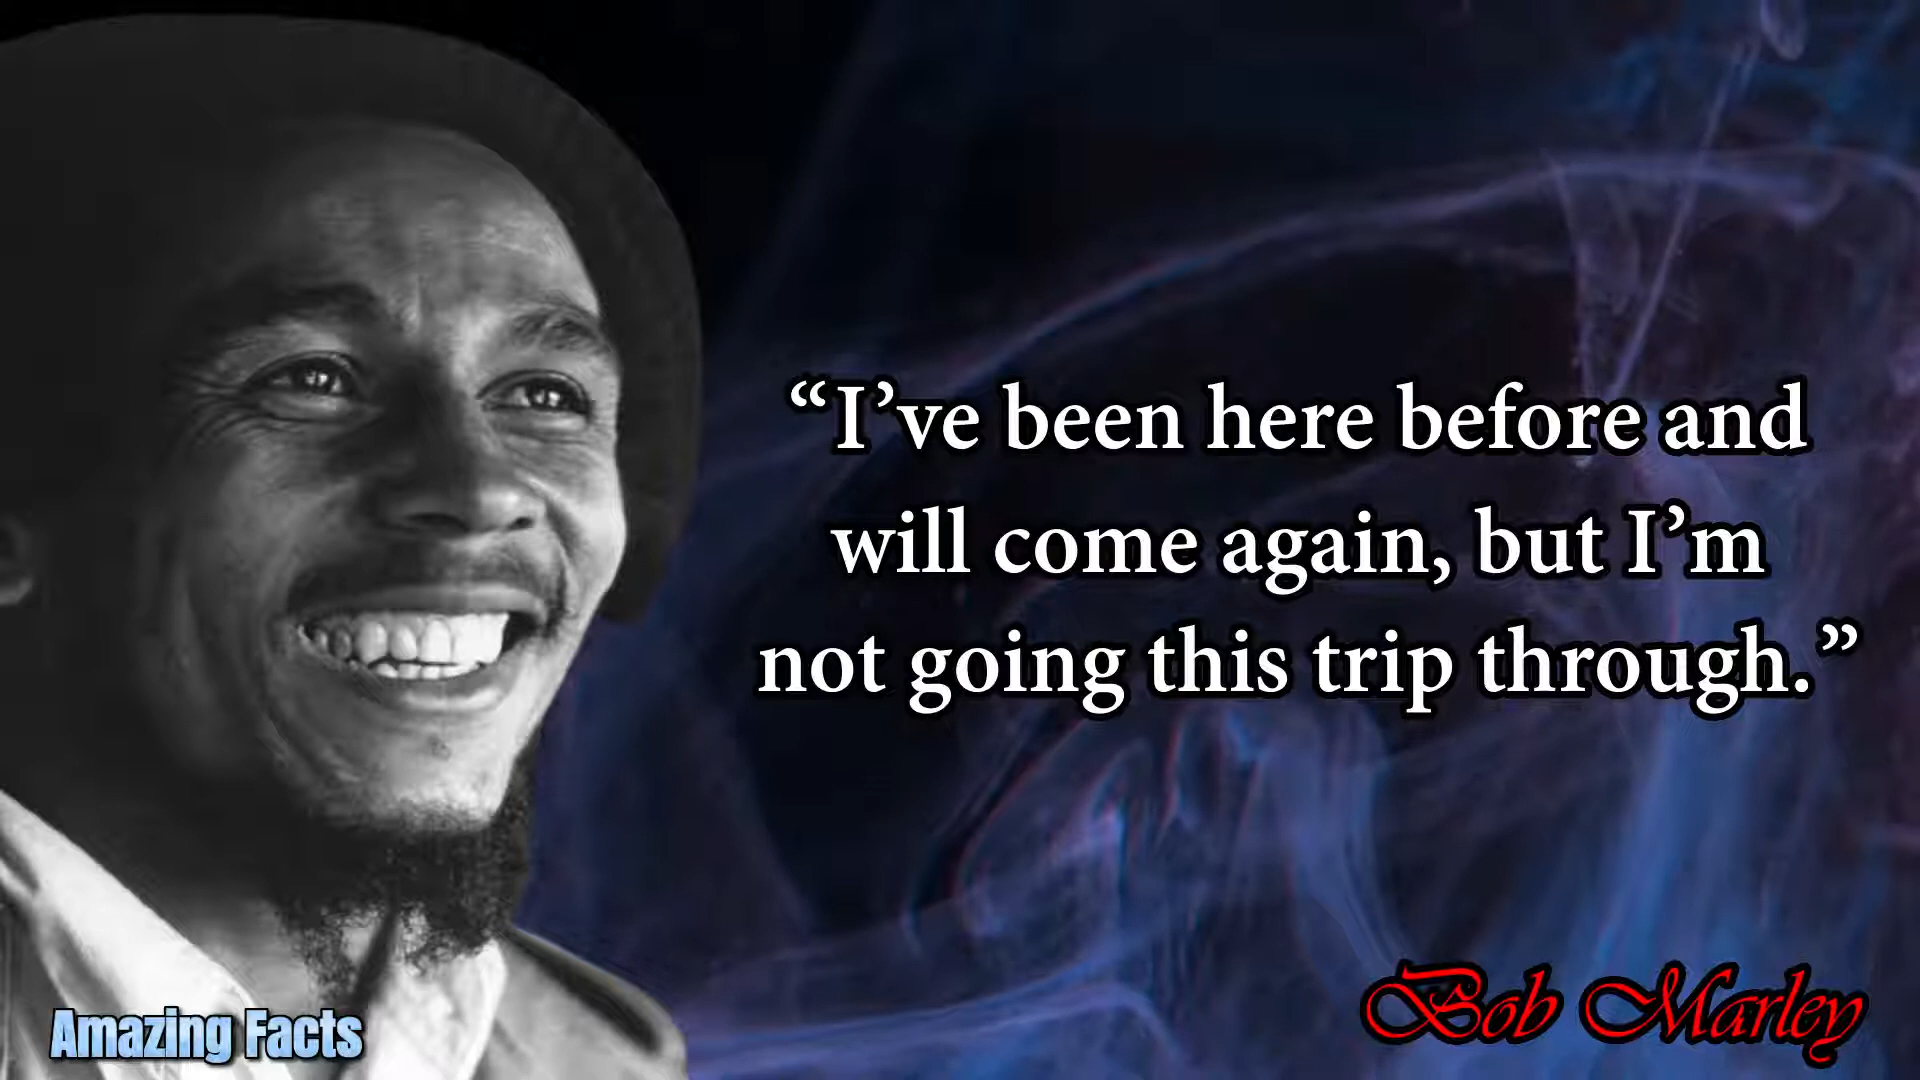 “I’ve been here before and
will come again, but I’m
not going this trip through.”
Bob Marley
Amazing Facts